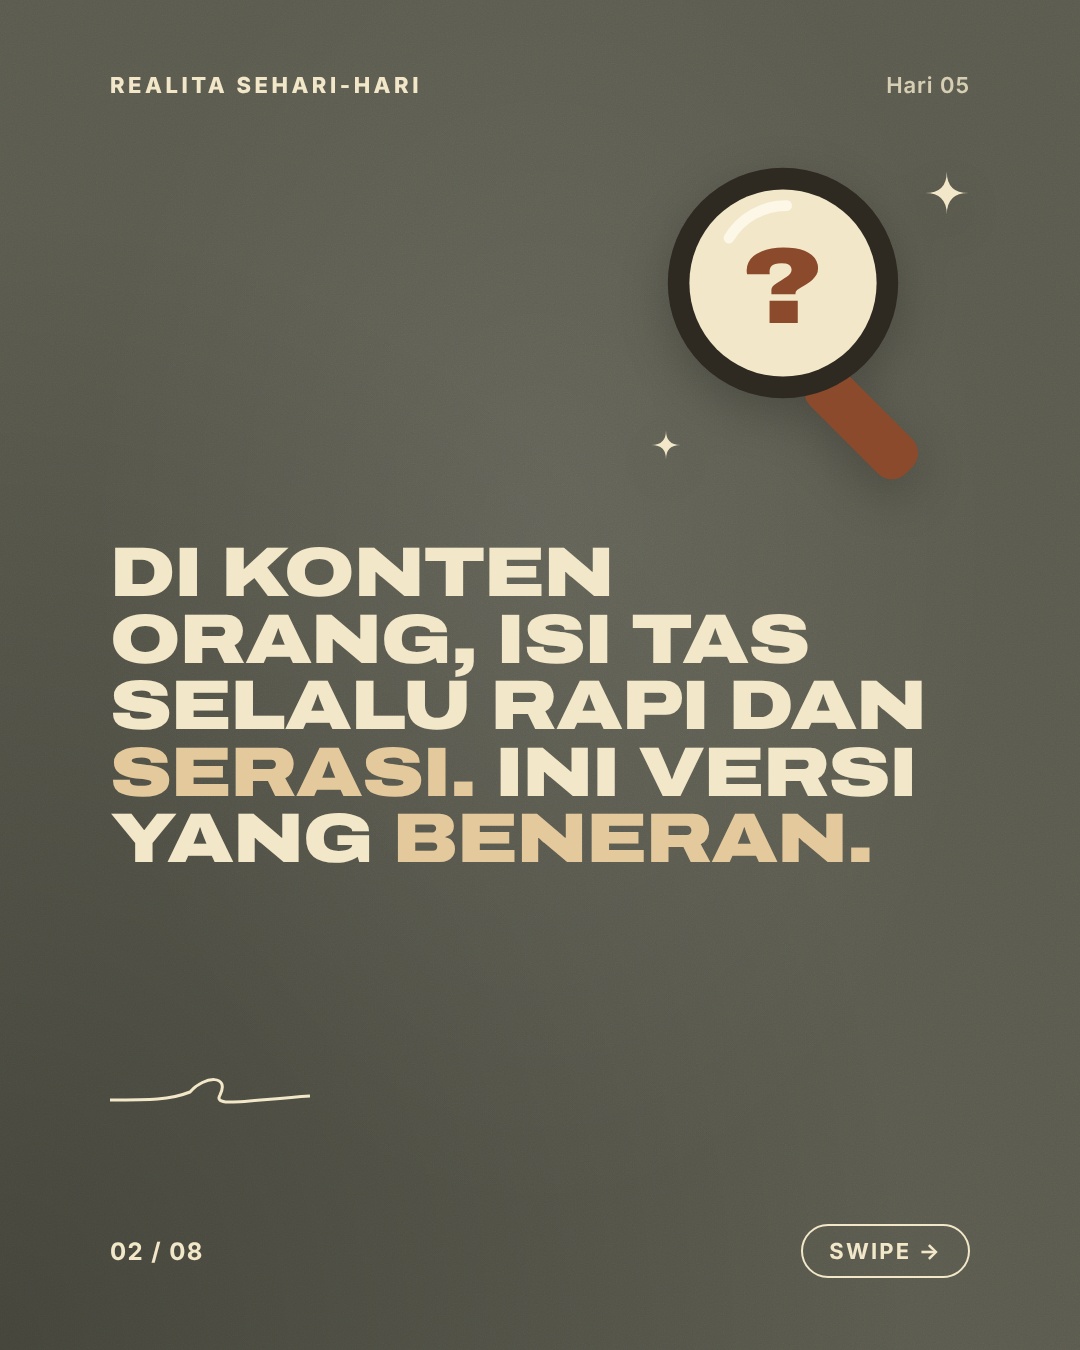 REALITA SEHARI-HARI
Hari 05
?
DI KONTEN
ORANG, ISI TAS
SELALU RAPI DAN
SERASI. INI VERSI
YANG BENERAN.
02 / 08
SWIPE →